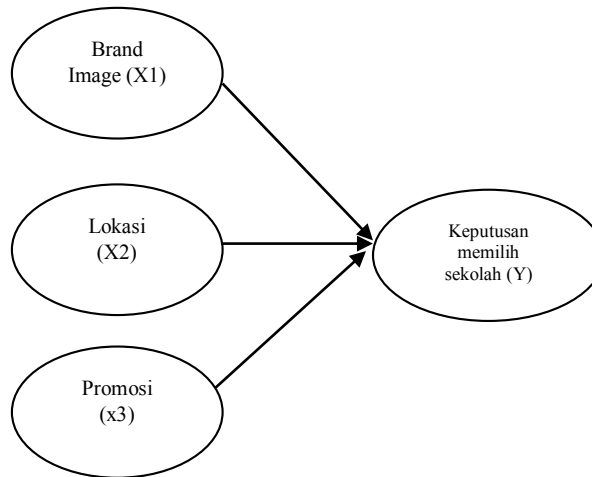 Brand
Image (X1)
Lokasi
(X2)
Keputusan
memilih
sekolah (Y)
Promosi
(x3)